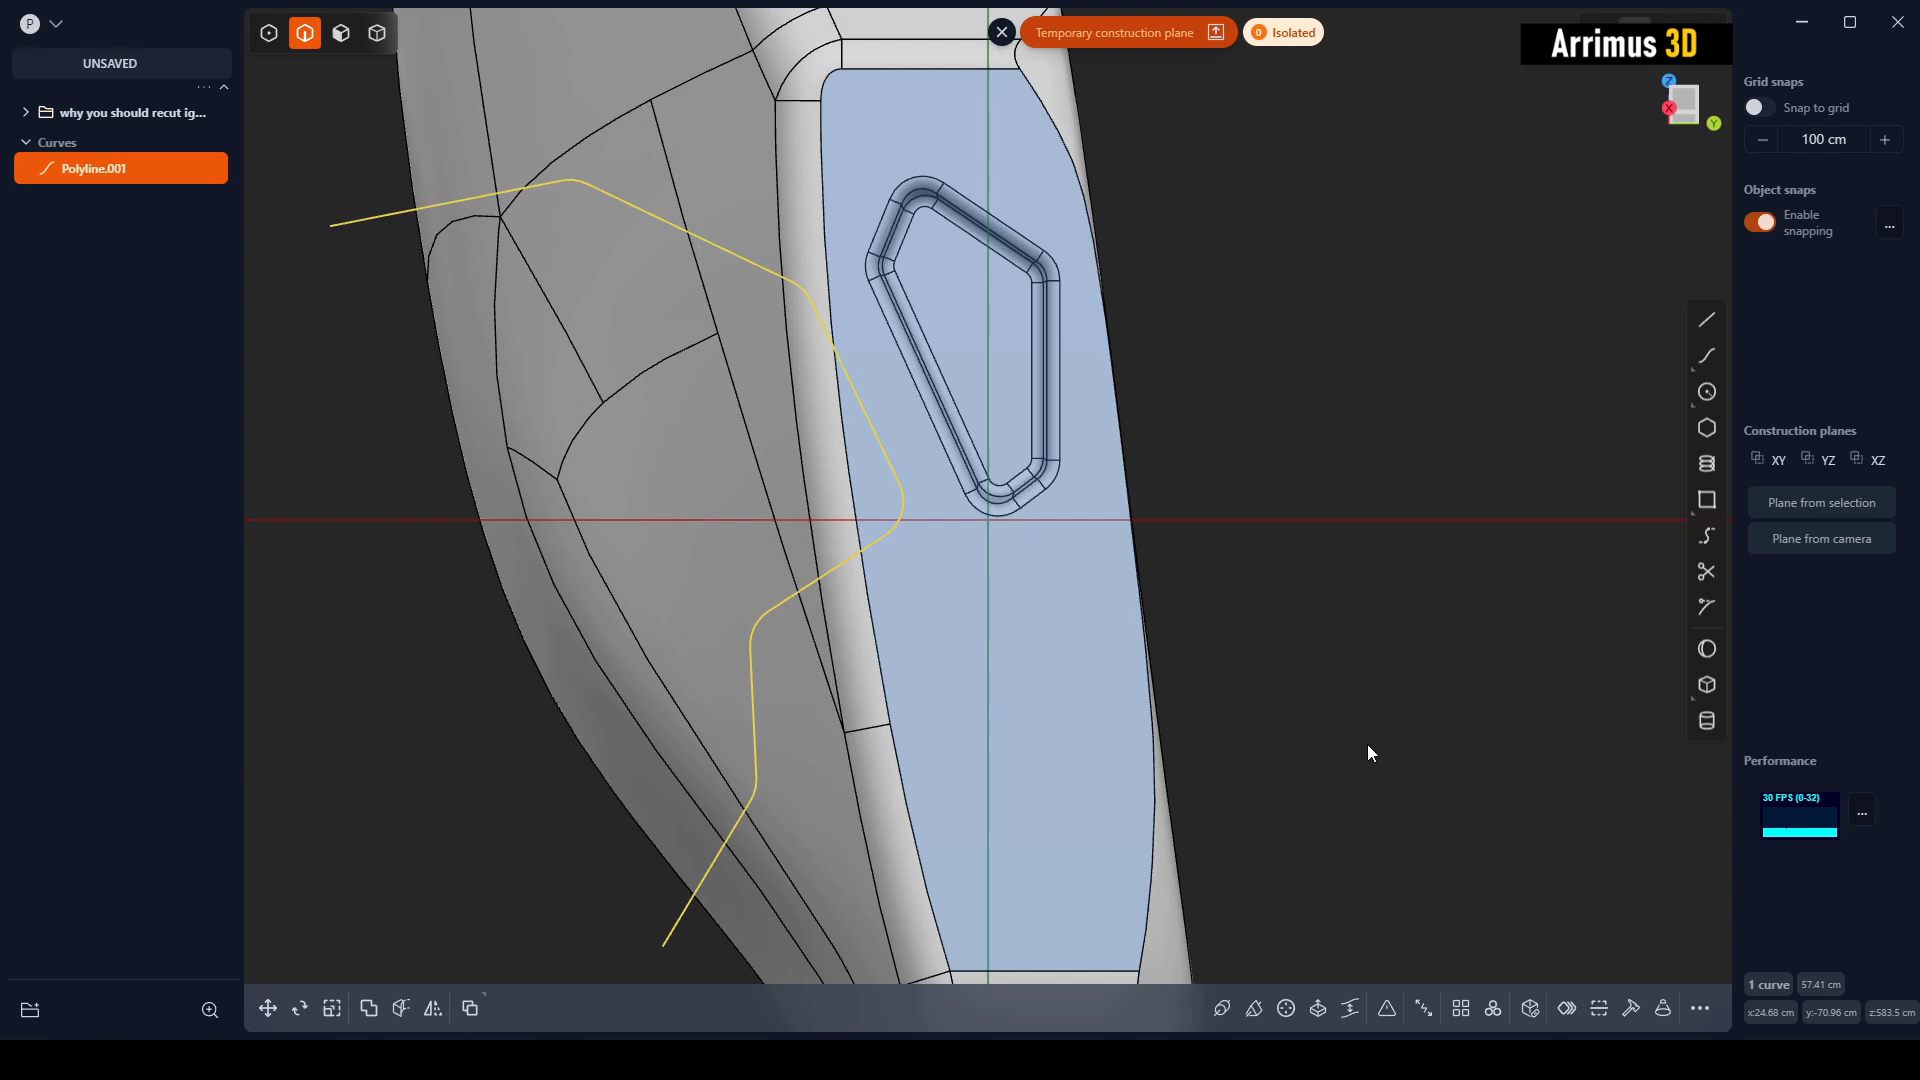 P
UNSAVED
why you should recut ig...
Curves
Polyline.001
Temporary construction plane
0 Isolated
Arrimus 3D
Z
X
Y
Grid snaps
Snap to grid
100 cm
Object snaps
Enable
snapping
...
Construction planes
XY YZ XZ
Plane from selection
Plane from camera
Performance
30 FPS (0-32)
...
1 curve 57.41 cm
x:24.68 cm y:-70.96 cm z:583.5 cm